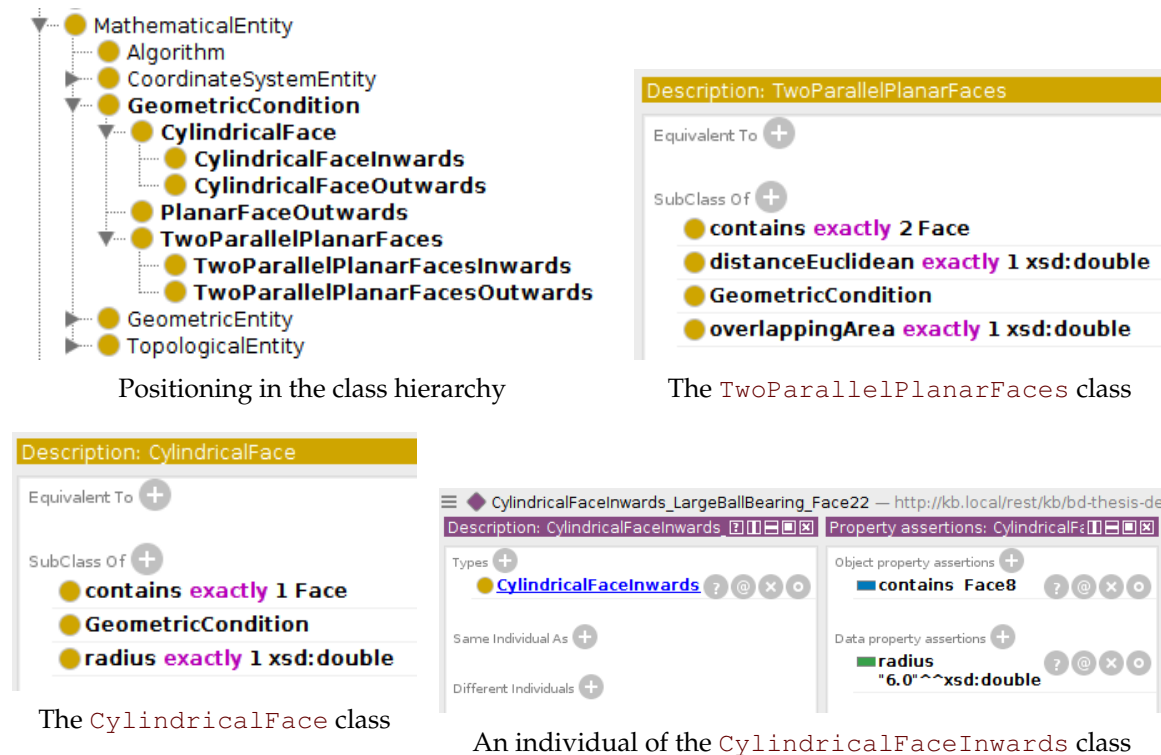 MathematicalEntity
Algorithm
CoordinateSystemEntity
GeometricCondition
CylindricalFace
CylindricalFaceInwards
CylindricalFaceOutwards
PlanarFaceOutwards
TwoParallelPlanarFaces
TwoParallelPlanarFacesInwards
TwoParallelPlanarFacesOutwards
GeometricEntity
TopologicalEntity
Positioning in the class hierarchy
Description: TwoParallelPlanarFaces
Equivalent To
SubClass Of
contains exactly 2 Face
distanceEuclidean exactly 1 xsd:double
GeometricCondition
overlappingArea exactly 1 xsd:double
The TwoParallelPlanarFaces class
Description: CylindricalFace
Equivalent To
SubClass Of
contains exactly 1 Face
GeometricCondition
radius exactly 1 xsd:double
The CylindricalFace class
CylindricalFaceInwards_LargeBallBearing_Face22 — http://kb.local/rest/kb/bd-thesis-de
Description: CylindricalFaceInwards_
Types
CylindricalFaceInwards
Same Individual As
Different Individuals
Property assertions: CylindricalFa
Object property assertions
contains Face8
Data property assertions
radius
"6.0"^^xsd:double
An individual of the CylindricalFaceInwards class